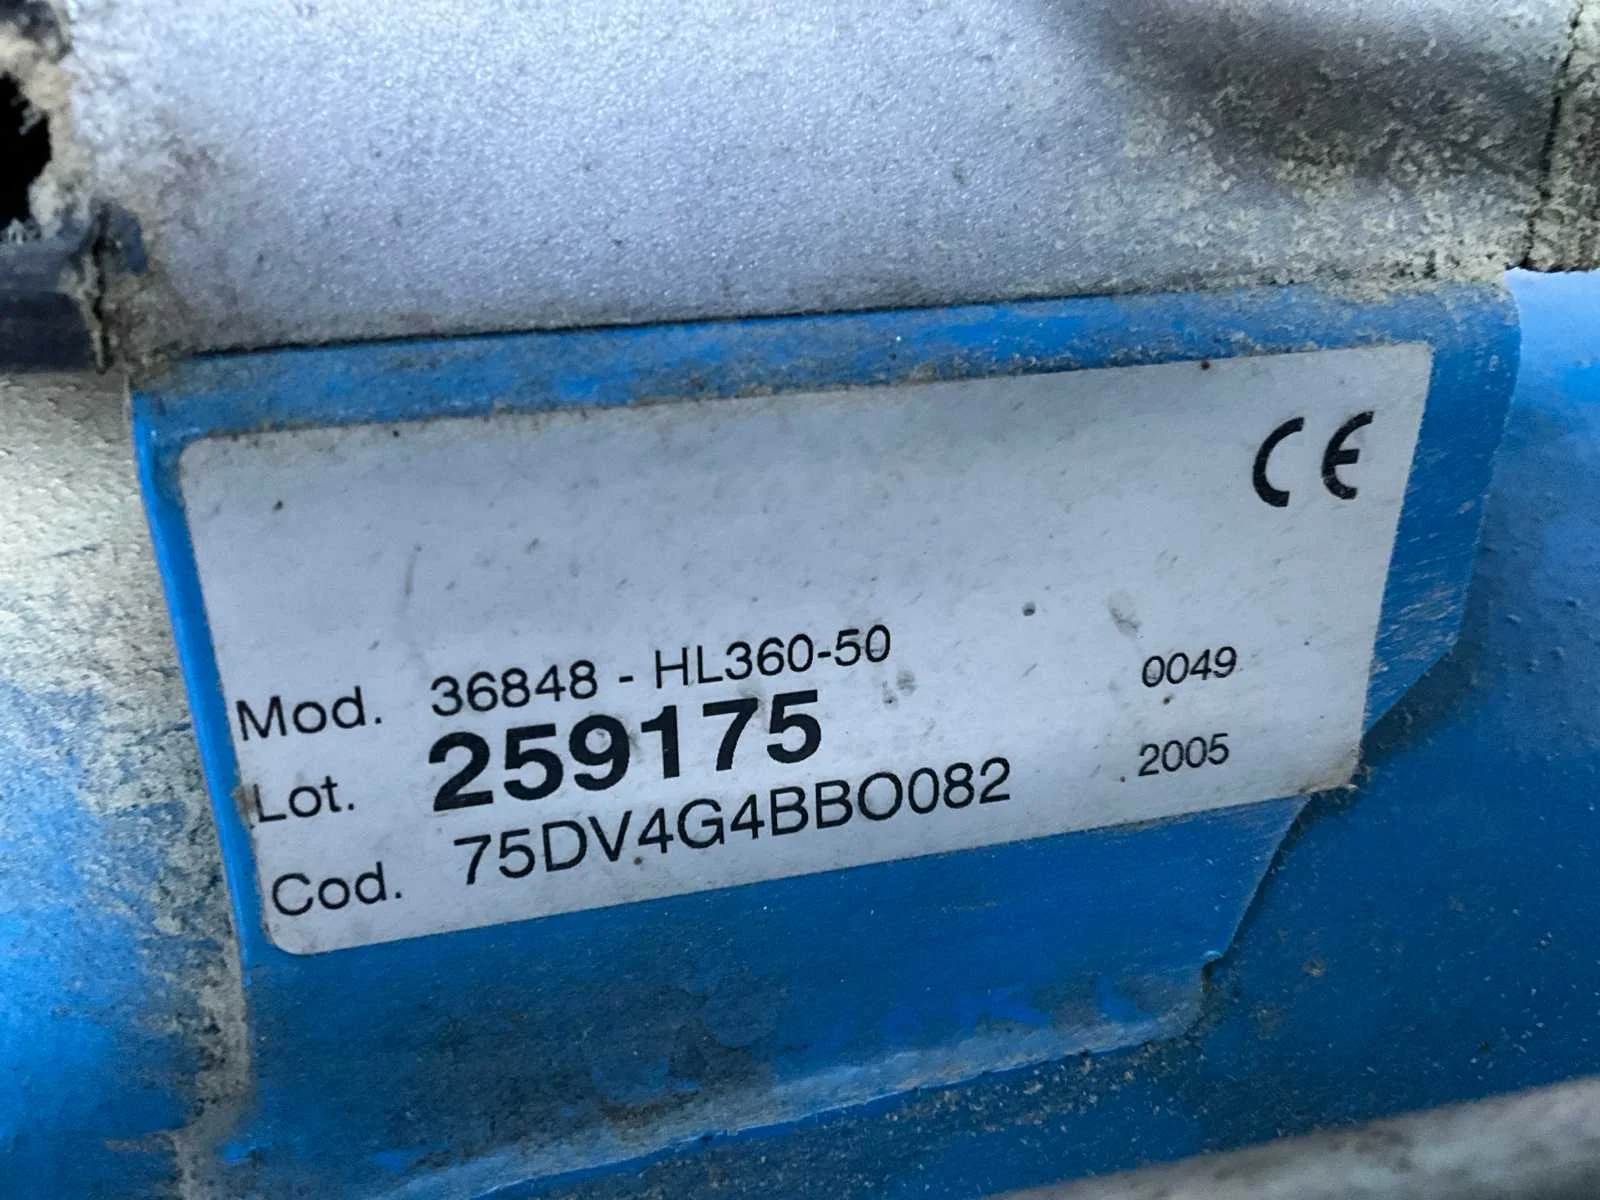 CE
Mod. 36848 - HL360-50 0049
Lot. 259175
Cod. 75DV4G4BBO082 2005